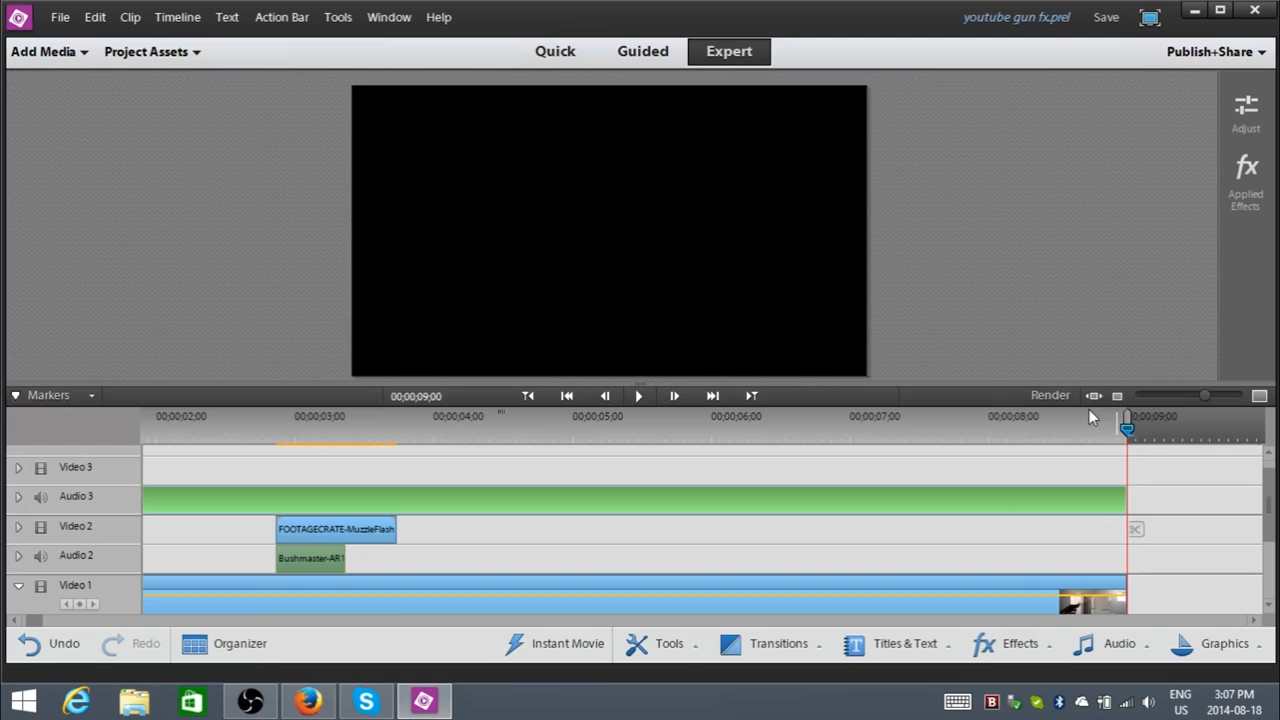 File Edit Clip Timeline Text Action Bar Tools Window Help youtube gun fx.prel Save
Add Media Project Assets Quick Guided Expert Publish+Share
Adjust
fx
Applied
Effects
Markers 00;00;09;00 Render
00;00;02;00 00;00;03;00 00;00;04;00 00;00;05;00 00;00;06;00 00;00;07;00 00;00;08;00 00;00;09;00
Video 3
Audio 3
Video 2 FOOTAGECRATE-MuzzleFlash
Audio 2 Bushmaster-AR1
Video 1
Undo Redo Organizer Instant Movie Tools Transitions T Titles & Text fx Effects Audio Graphics
ENG 3:07 PM
US 2014-08-18